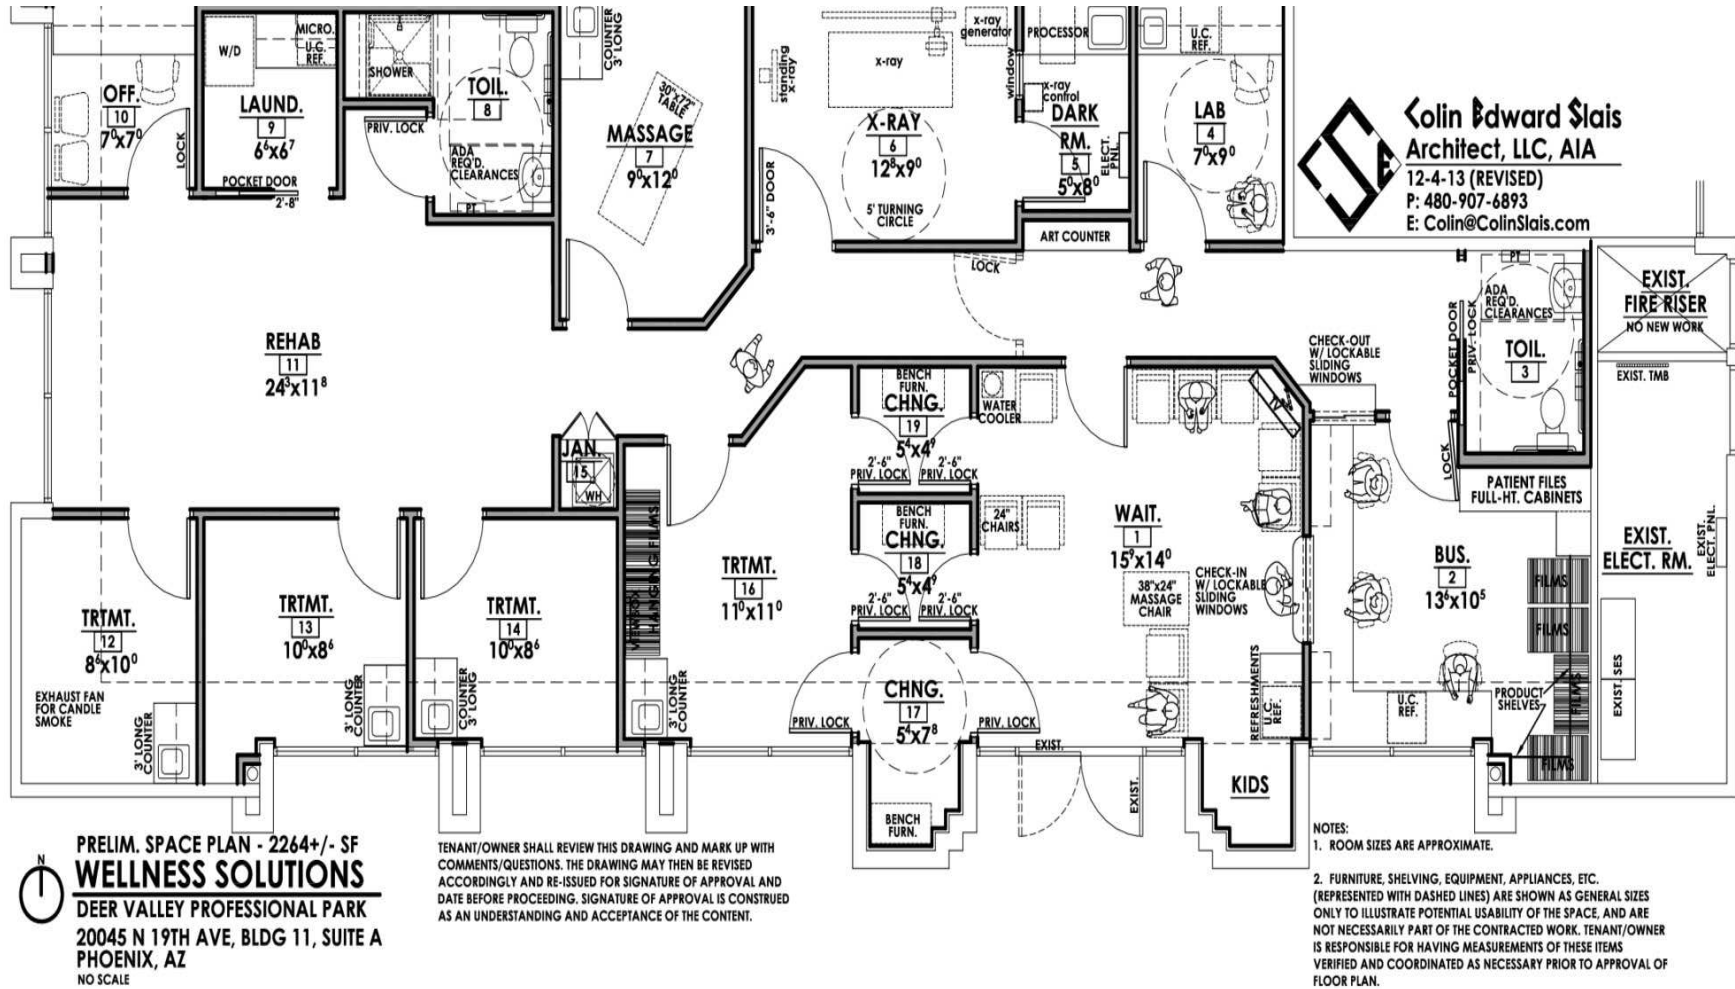 W/D
MICRO.
U.C.
REF.
SHOWER
OFF.
10
7⁰x7⁰
LOCK
LAUND.
9
6⁶x6⁷
POCKET DOOR
2'-8"
TOIL.
8
PRIV. LOCK
ADA
REQ'D.
CLEARANCES
PT
COUNTER
3' LONG
30"x72"
TABLE
MASSAGE
7
9⁰x12⁰
3'-6" DOOR
standing
x-ray
x-ray
x-ray
generator
X-RAY
6
12⁸x9⁰
5' TURNING
CIRCLE
window
PROCESSOR
x-ray
control
DARK
RM.
5
5⁰x8⁰
ELECT.
PNL.
ART COUNTER
U.C.
REF.
LAB
4
7⁰x9⁰
LOCK
Colin Edward Slais
Architect, LLC, AIA
12-4-13 (REVISED)
P: 480-907-6893
E: Colin@ColinSlais.com
REHAB
11
24³x11⁸
JAN.
15
WH
BENCH
FURN.
CHNG.
19
5⁴x4⁹
2'-6"
PRIV. LOCK
2'-6"
PRIV. LOCK
WATER
COOLER
BENCH
FURN.
CHNG.
18
5⁴x4⁹
2'-6"
PRIV. LOCK
2'-6"
PRIV. LOCK
24"
CHAIRS
WAIT.
1
15⁹x14⁰
38"x24"
MASSAGE
CHAIR
CHECK-IN
W/ LOCKABLE
SLIDING
WINDOWS
CHECK-OUT
W/ LOCKABLE
SLIDING
WINDOWS
POCKET DOOR
PRIV. LOCK
PT
ADA
REQ'D.
CLEARANCES
TOIL.
3
LOCK
PATIENT FILES
FULL-HT. CABINETS
EXIST.
FIRE RISER
NO NEW WORK
EXIST. TMB
EXIST.
ELECT. RM.
EXIST.
ELECT. PNL.
EXIST. SES
BUS.
2
13⁶x10⁵
FILMS
FILMS
FILMS
FILMS
PRODUCT
SHELVES
U.C.
REF.
REFRESHMENTS
U.C.
REF.
KIDS
TRTMT.
12
8⁶x10⁰
EXHAUST FAN
FOR CANDLE
SMOKE
3' LONG
COUNTER
TRTMT.
13
10⁰x8⁶
3' LONG
COUNTER
TRTMT.
14
10⁰x8⁶
COUNTER
3' LONG
VIEWBOX
HANGING FILMS
TRTMT.
16
11⁰x11⁰
3' LONG
COUNTER
CHNG.
17
5⁴x7⁸
PRIV. LOCK
PRIV. LOCK
BENCH
FURN.
EXIST.
EXIST.
N
PRELIM. SPACE PLAN - 2264+/- SF
WELLNESS SOLUTIONS
DEER VALLEY PROFESSIONAL PARK
20045 N 19TH AVE, BLDG 11, SUITE A
PHOENIX, AZ
NO SCALE
TENANT/OWNER SHALL REVIEW THIS DRAWING AND MARK UP WITH
COMMENTS/QUESTIONS. THE DRAWING MAY THEN BE REVISED
ACCORDINGLY AND RE-ISSUED FOR SIGNATURE OF APPROVAL AND
DATE BEFORE PROCEEDING. SIGNATURE OF APPROVAL IS CONSTRUED
AS AN UNDERSTANDING AND ACCEPTANCE OF THE CONTENT.
NOTES:
1. ROOM SIZES ARE APPROXIMATE.
2. FURNITURE, SHELVING, EQUIPMENT, APPLIANCES, ETC.
(REPRESENTED WITH DASHED LINES) ARE SHOWN AS GENERAL SIZES
ONLY TO ILLUSTRATE POTENTIAL USABILITY OF THE SPACE, AND ARE
NOT NECESSARILY PART OF THE CONTRACTED WORK. TENANT/OWNER
IS RESPONSIBLE FOR HAVING MEASUREMENTS OF THESE ITEMS
VERIFIED AND COORDINATED AS NECESSARY PRIOR TO APPROVAL OF
FLOOR PLAN.